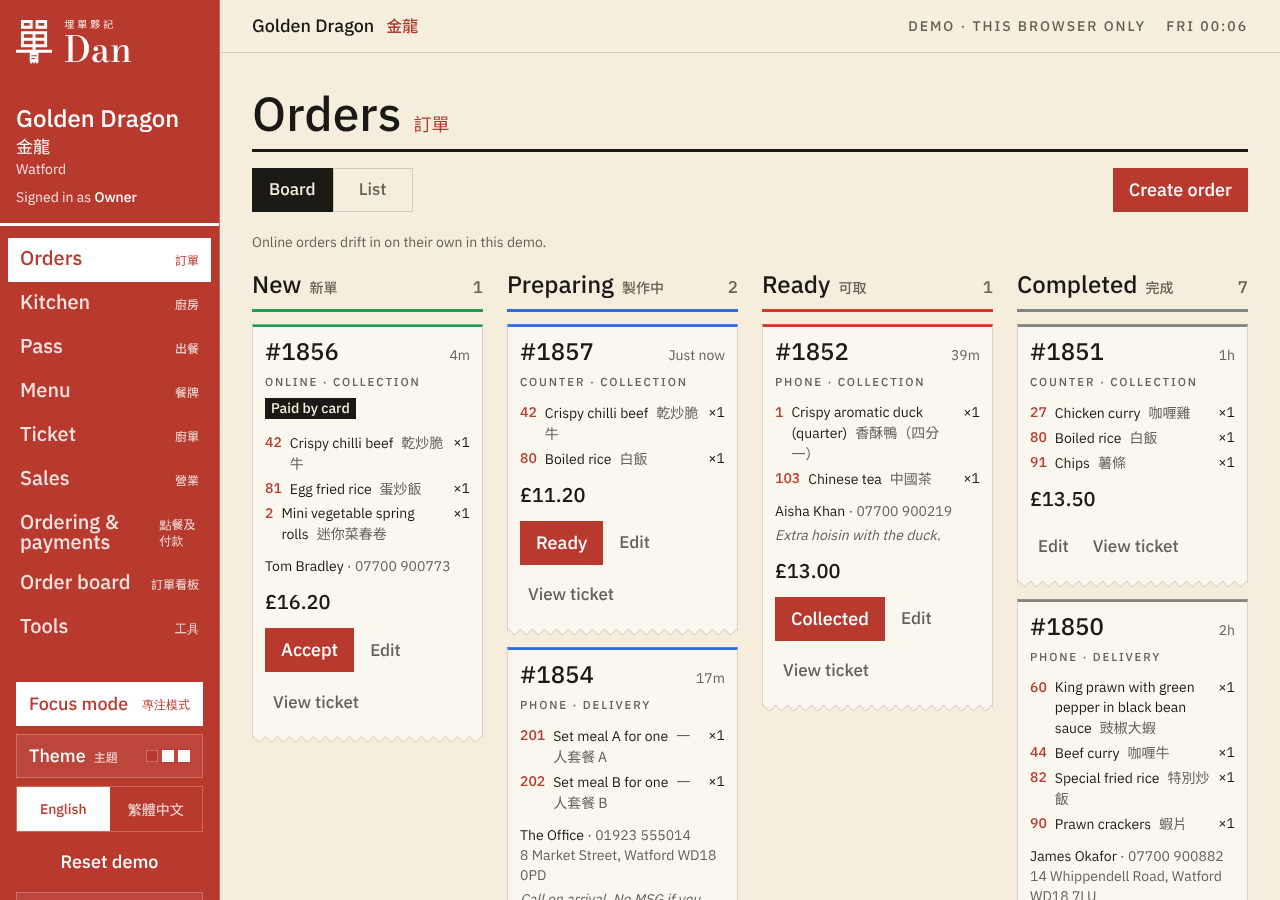 單
埋單夥記
Dan
Golden Dragon
金龍
Watford
Signed in as Owner
Orders 訂單
Kitchen 廚房
Pass 出餐
Menu 餐牌
Ticket 廚單
Sales 營業
Ordering & payments 點餐及付款
Order board 訂單看板
Tools 工具
Focus mode 專注模式
Theme 主題
English 繁體中文
Reset demo
Golden Dragon 金龍
DEMO · THIS BROWSER ONLY FRI 00:06
Orders 訂單
Board List
Create order
Online orders drift in on their own in this demo.
New 新單 1
#1856 4m
ONLINE · COLLECTION
Paid by card
42 Crispy chilli beef 乾炒脆 ×1
牛
81 Egg fried rice 蛋炒飯 ×1
2 Mini vegetable spring ×1
rolls 迷你菜春卷
Tom Bradley · 07700 900773
£16.20
Accept Edit
View ticket
Preparing 製作中 2
#1857 Just now
COUNTER · COLLECTION
42 Crispy chilli beef 乾炒脆 ×1
牛
80 Boiled rice 白飯 ×1
£11.20
Ready Edit
View ticket
#1854 17m
PHONE · DELIVERY
201 Set meal A for one 一 ×1
人套餐 A
202 Set meal B for one 一 ×1
人套餐 B
The Office · 01923 555014
8 Market Street, Watford WD18
0PD
Call on arrival. No MSG if you
Ready 可取 1
#1852 39m
PHONE · COLLECTION
1 Crispy aromatic duck ×1
(quarter) 香酥鴨（四分
一）
103 Chinese tea 中國茶 ×1
Aisha Khan · 07700 900219
Extra hoisin with the duck.
£13.00
Collected Edit
View ticket
Completed 完成 7
#1851 1h
COUNTER · COLLECTION
27 Chicken curry 咖喱雞 ×1
80 Boiled rice 白飯 ×1
91 Chips 薯條 ×1
£13.50
Edit View ticket
#1850 2h
PHONE · DELIVERY
60 King prawn with green ×1
pepper in black bean
sauce 豉椒大蝦
44 Beef curry 咖喱牛 ×1
82 Special fried rice 特別炒 ×1
飯
90 Prawn crackers 蝦片 ×1
James Okafor · 07700 900882
14 Whippendell Road, Watford
WD18 7LU